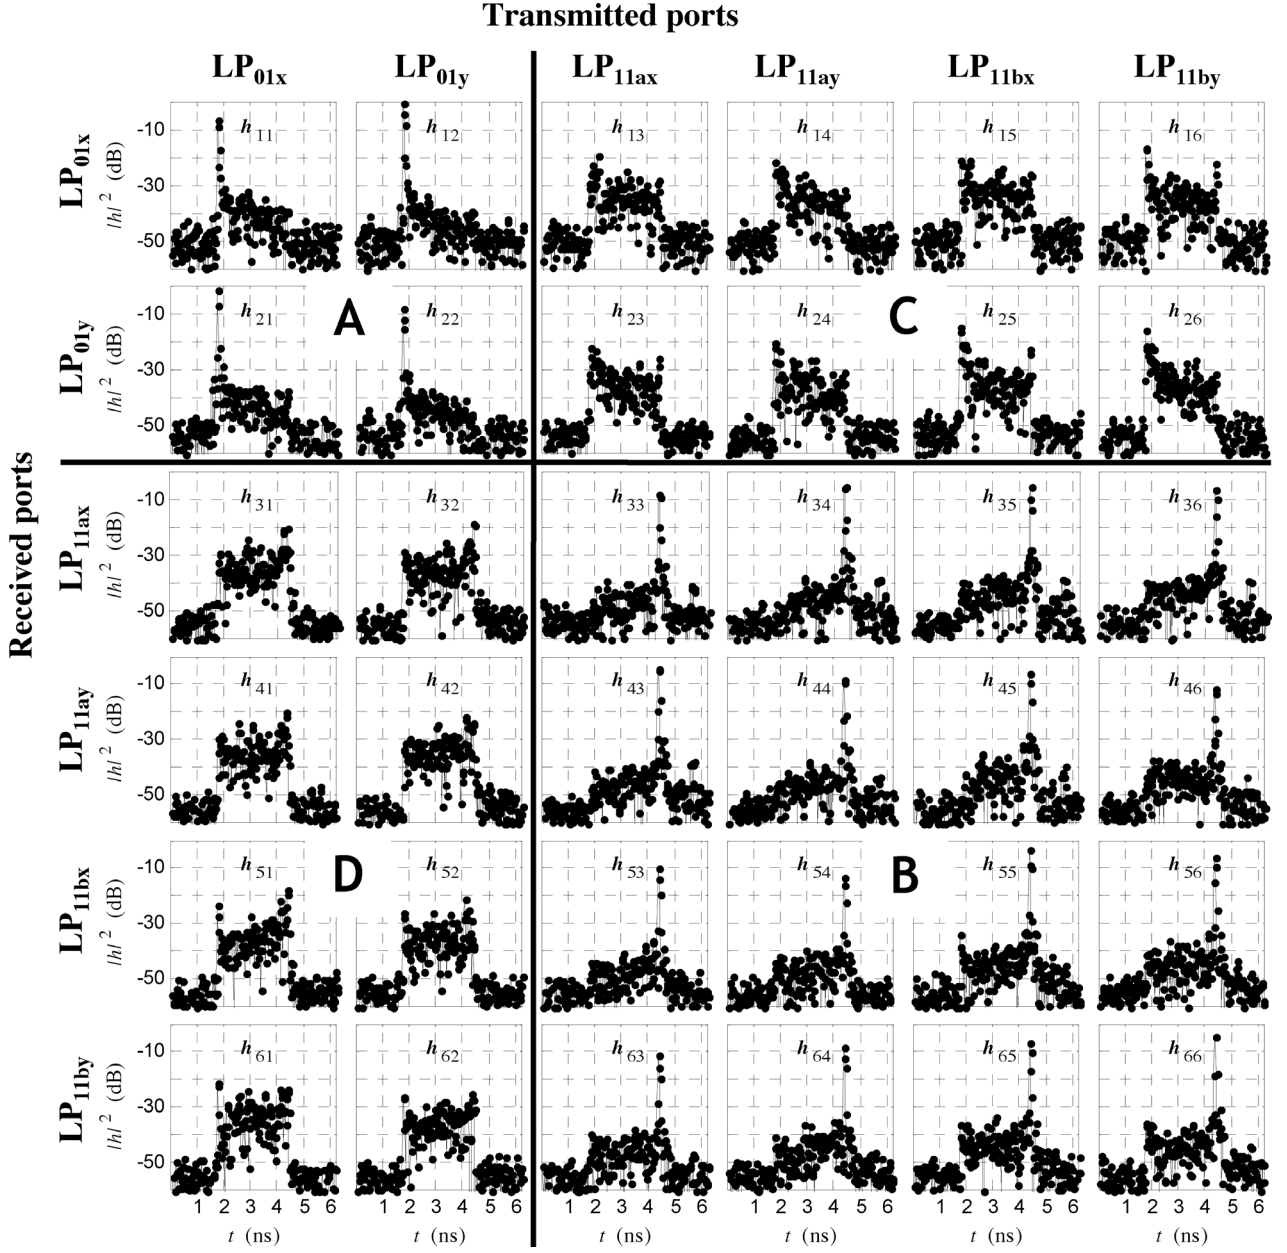 Transmitted ports
LP01x LP01y LP11ax LP11ay LP11bx LP11by
Received ports
LP01x
|h|² (dB)
-10
-30
-50
h11 h12 h13 h14 h15 h16
LP01y
|h|² (dB)
-10
-30
-50
h21 h22 h23 h24 h25 h26
A C
LP11ax
|h|² (dB)
-10
-30
-50
h31 h32 h33 h34 h35 h36
LP11ay
|h|² (dB)
-10
-30
-50
h41 h42 h43 h44 h45 h46
LP11bx
|h|² (dB)
-10
-30
-50
h51 h52 h53 h54 h55 h56
D B
LP11by
|h|² (dB)
-10
-30
-50
h61 h62 h63 h64 h65 h66
1 2 3 4 5 6 1 2 3 4 5 6 1 2 3 4 5 6 1 2 3 4 5 6 1 2 3 4 5 6 1 2 3 4 5 6
t (ns) t (ns) t (ns) t (ns) t (ns) t (ns)